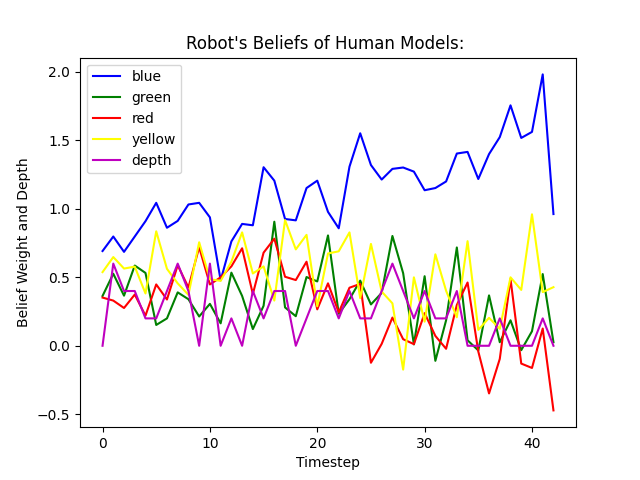 Robot's Beliefs of Human Models:
blue
green
red
yellow
depth
2.0
1.5
1.0
0.5
0.0
−0.5
Belief Weight and Depth
0
10
20
30
40
Timestep